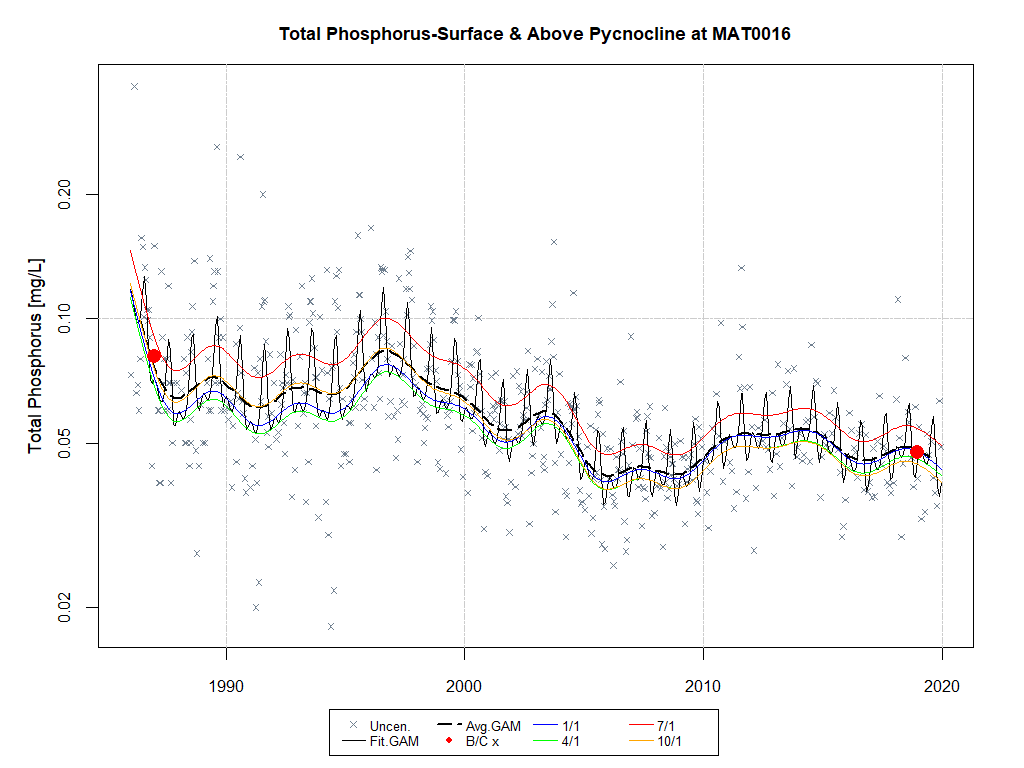 Total Phosphorus-Surface & Above Pycnocline at MAT0016
Total Phosphorus [mg/L]
0.20
0.10
0.05
0.02
1990 2000 2010 2020
Uncen. Avg.GAM 1/1 7/1
Fit.GAM B/C x 4/1 10/1